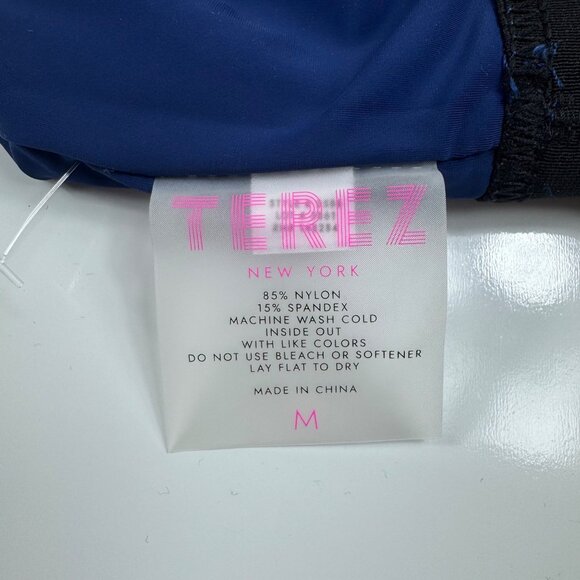 TEREZ
NEW YORK
85% NYLON
15% SPANDEX
MACHINE WASH COLD
INSIDE OUT
WITH LIKE COLORS
DO NOT USE BLEACH OR SOFTENER
LAY FLAT TO DRY
MADE IN CHINA
M